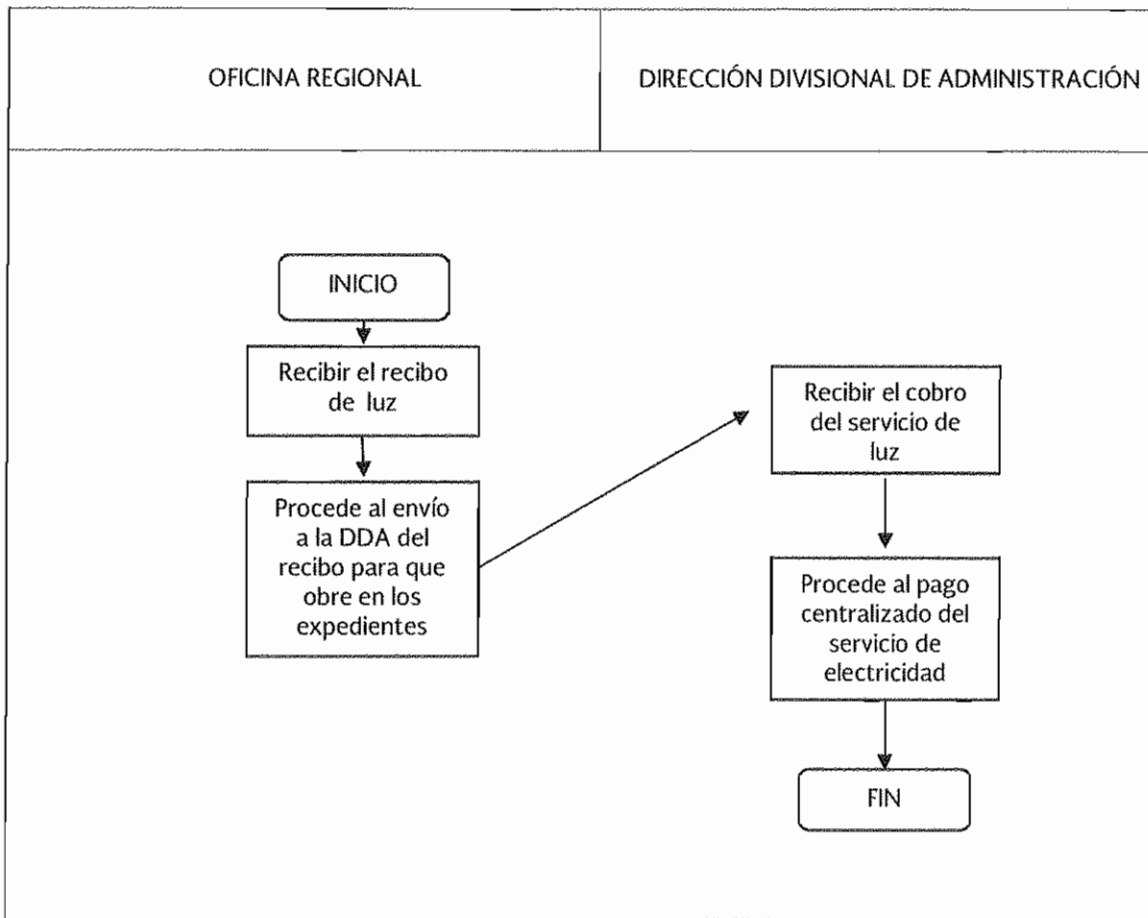 OFICINA REGIONAL
DIRECCIÓN DIVISIONAL DE ADMINISTRACIÓN
INICIO
Recibir el recibo
de luz
Procede al envío
a la DDA del
recibo para que
obre en los
expedientes
Recibir el cobro
del servicio de
luz
Procede al pago
centralizado del
servicio de
electricidad
FIN